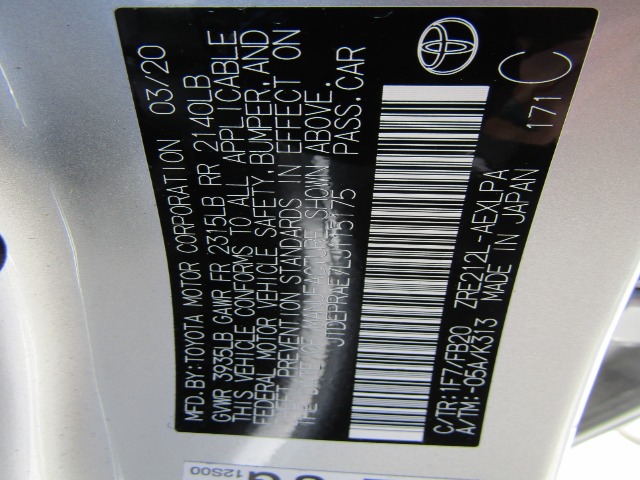 MFD.BY:TOYOTA MOTOR CORPORATION 03/20
GVWR 3935LB GAWR FR 2315LB RR 2140LB
THIS VEHICLE CONFORMS TO ALL APPLICABLE
FEDERAL MOTOR VEHICLE SAFETY,BUMPER,AND
THEFT PREVENTION STANDARDS IN EFFECT ON
THE DATE OF MANUFACTURE SHOWN ABOVE.
PASS.CAR
C/TR:1F7/FB20 ZRE212L-AEXLPA
A/TM:-05A/K313 MADE IN JAPAN
171 C
12S00